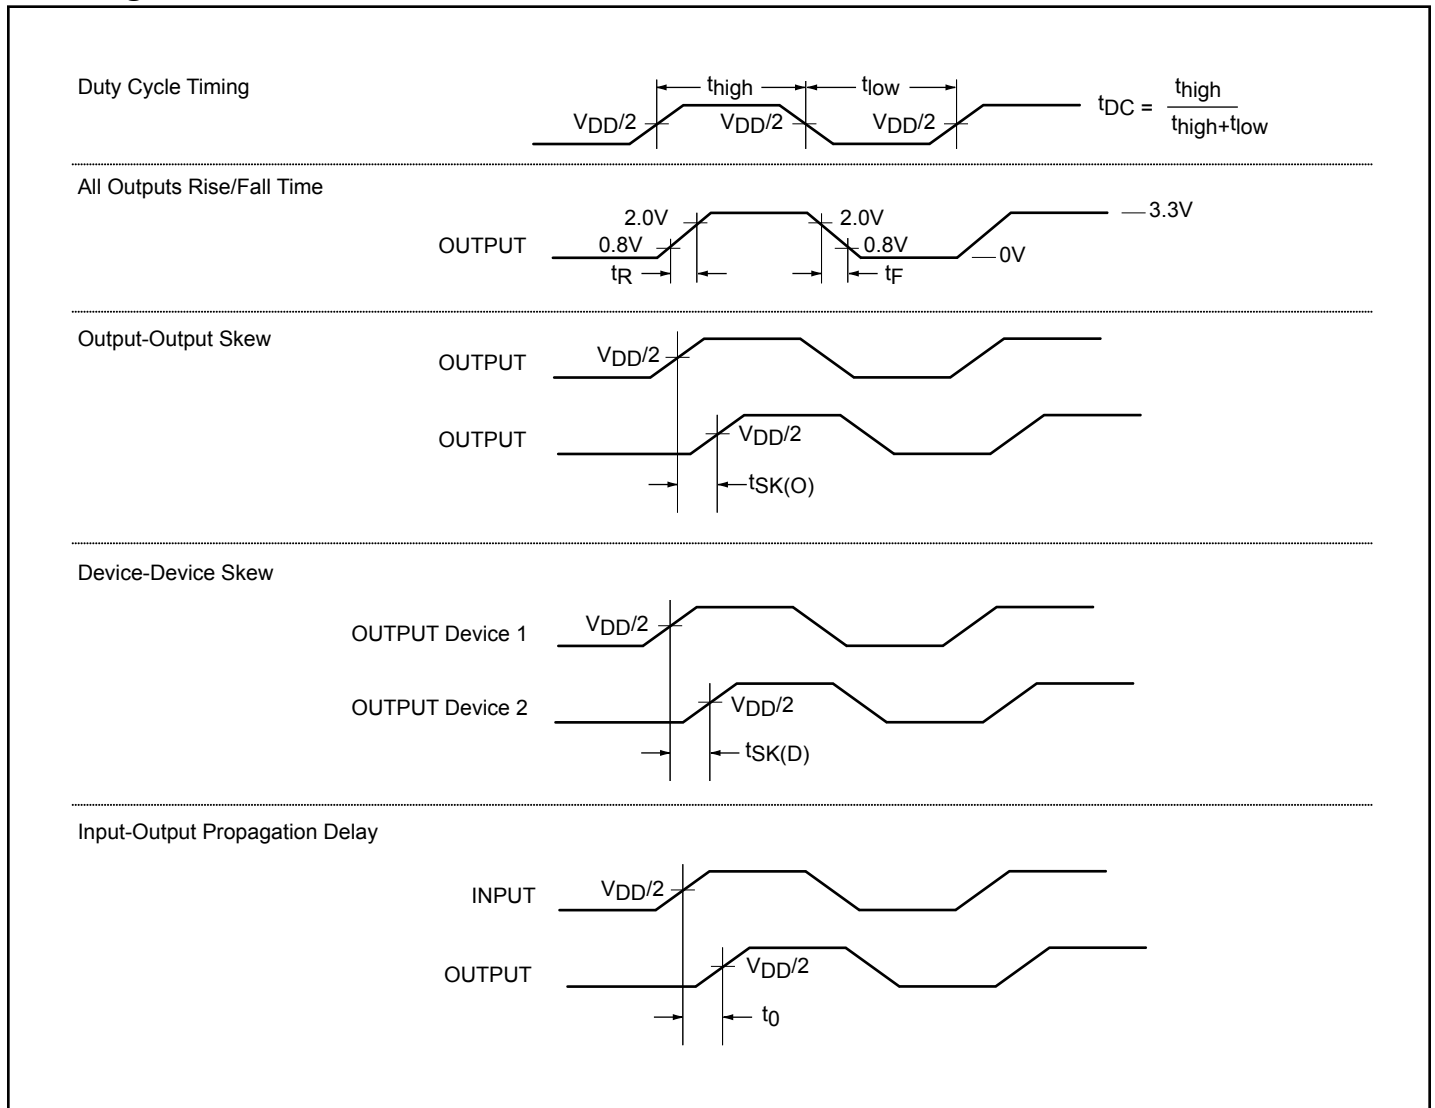 Duty Cycle Timing
thigh
tlow
VDD/2
VDD/2
VDD/2
tDC = thigh
thigh+tlow
All Outputs Rise/Fall Time
OUTPUT
2.0V
0.8V
tR
2.0V
0.8V
tF
3.3V
0V
Output-Output Skew
OUTPUT
VDD/2
OUTPUT
VDD/2
tSK(O)
Device-Device Skew
OUTPUT Device 1
VDD/2
OUTPUT Device 2
VDD/2
tSK(D)
Input-Output Propagation Delay
INPUT
VDD/2
OUTPUT
VDD/2
t0